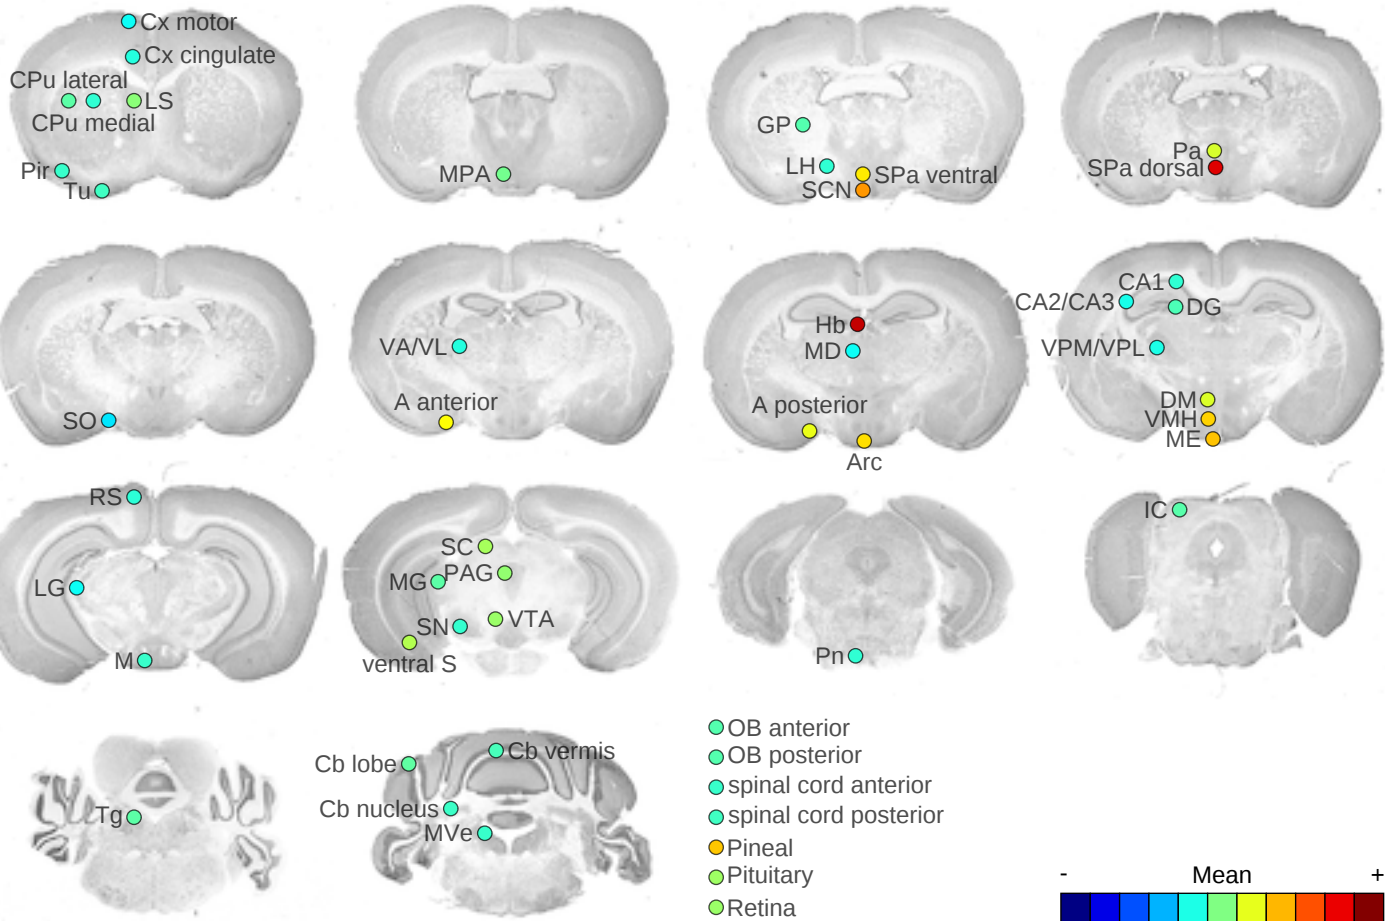 Cx motor
Cx cingulate
CPu lateral
LS
CPu medial
Pir
Tu
MPA
GP
LH
SPa ventral
SCN
Pa
SPa dorsal
SO
VA/VL
A anterior
Hb
MD
A posterior
Arc
CA1
CA2/CA3
DG
VPM/VPL
DM
VMH
ME
RS
LG
M
SC
MG
PAG
SN
VTA
ventral S
Pn
IC
Tg
Cb lobe
Cb vermis
Cb nucleus
MVe
OB anterior
OB posterior
spinal cord anterior
spinal cord posterior
Pineal
Pituitary
Retina
- Mean +